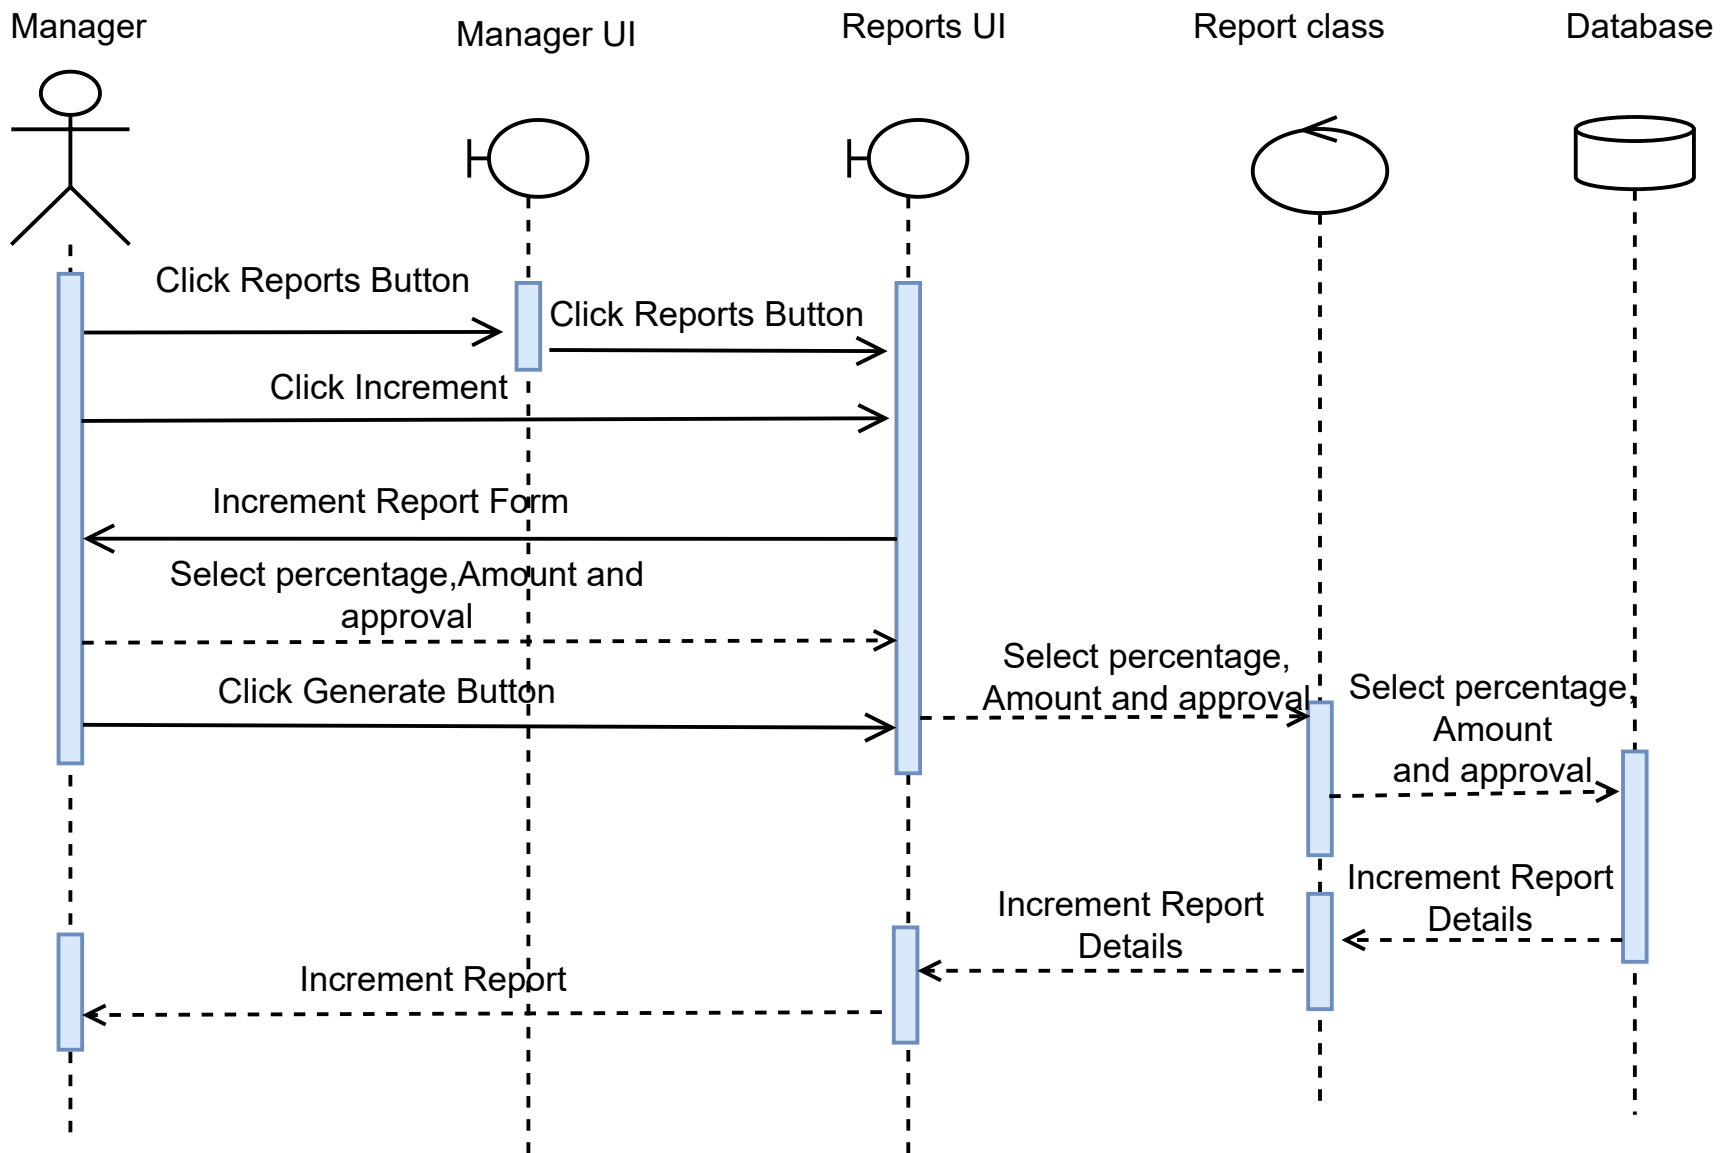 Manager
Manager UI
Reports UI
Report class
Database
Click Reports Button
Click Reports Button
Click Increment
Increment Report Form
Select percentage,Amount and
approval
Click Generate Button
Select percentage,
Amount and approval
Select percentage,
Amount
and approval
Increment Report
Details
Increment Report
Details
Increment Report